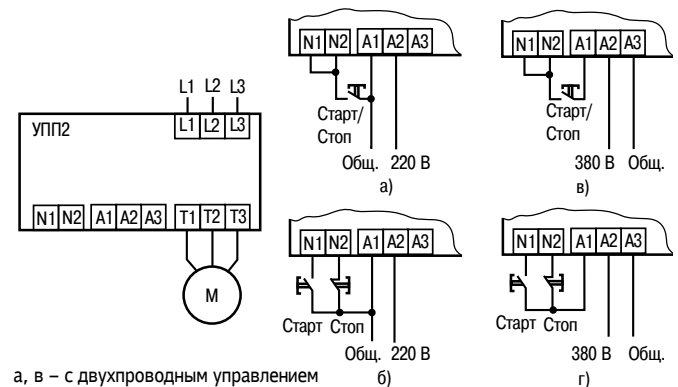 N1 N2 A1 A2 A3
Старт/
Стоп
Общ. 220 В
а)
N1 N2 A1 A2 A3
Старт/
Стоп
380 В Общ.
в)
L1 L2 L3
УПП2
L1 L2 L3
N1 N2 A1 A2 A3 T1 T2 T3
М
N1 N2 A1 A2 A3
Старт Стоп
Общ. 220 В
б)
N1 N2 A1 A2 A3
Старт Стоп
380 В Общ.
г)
а, в – с двухпроводным управлением